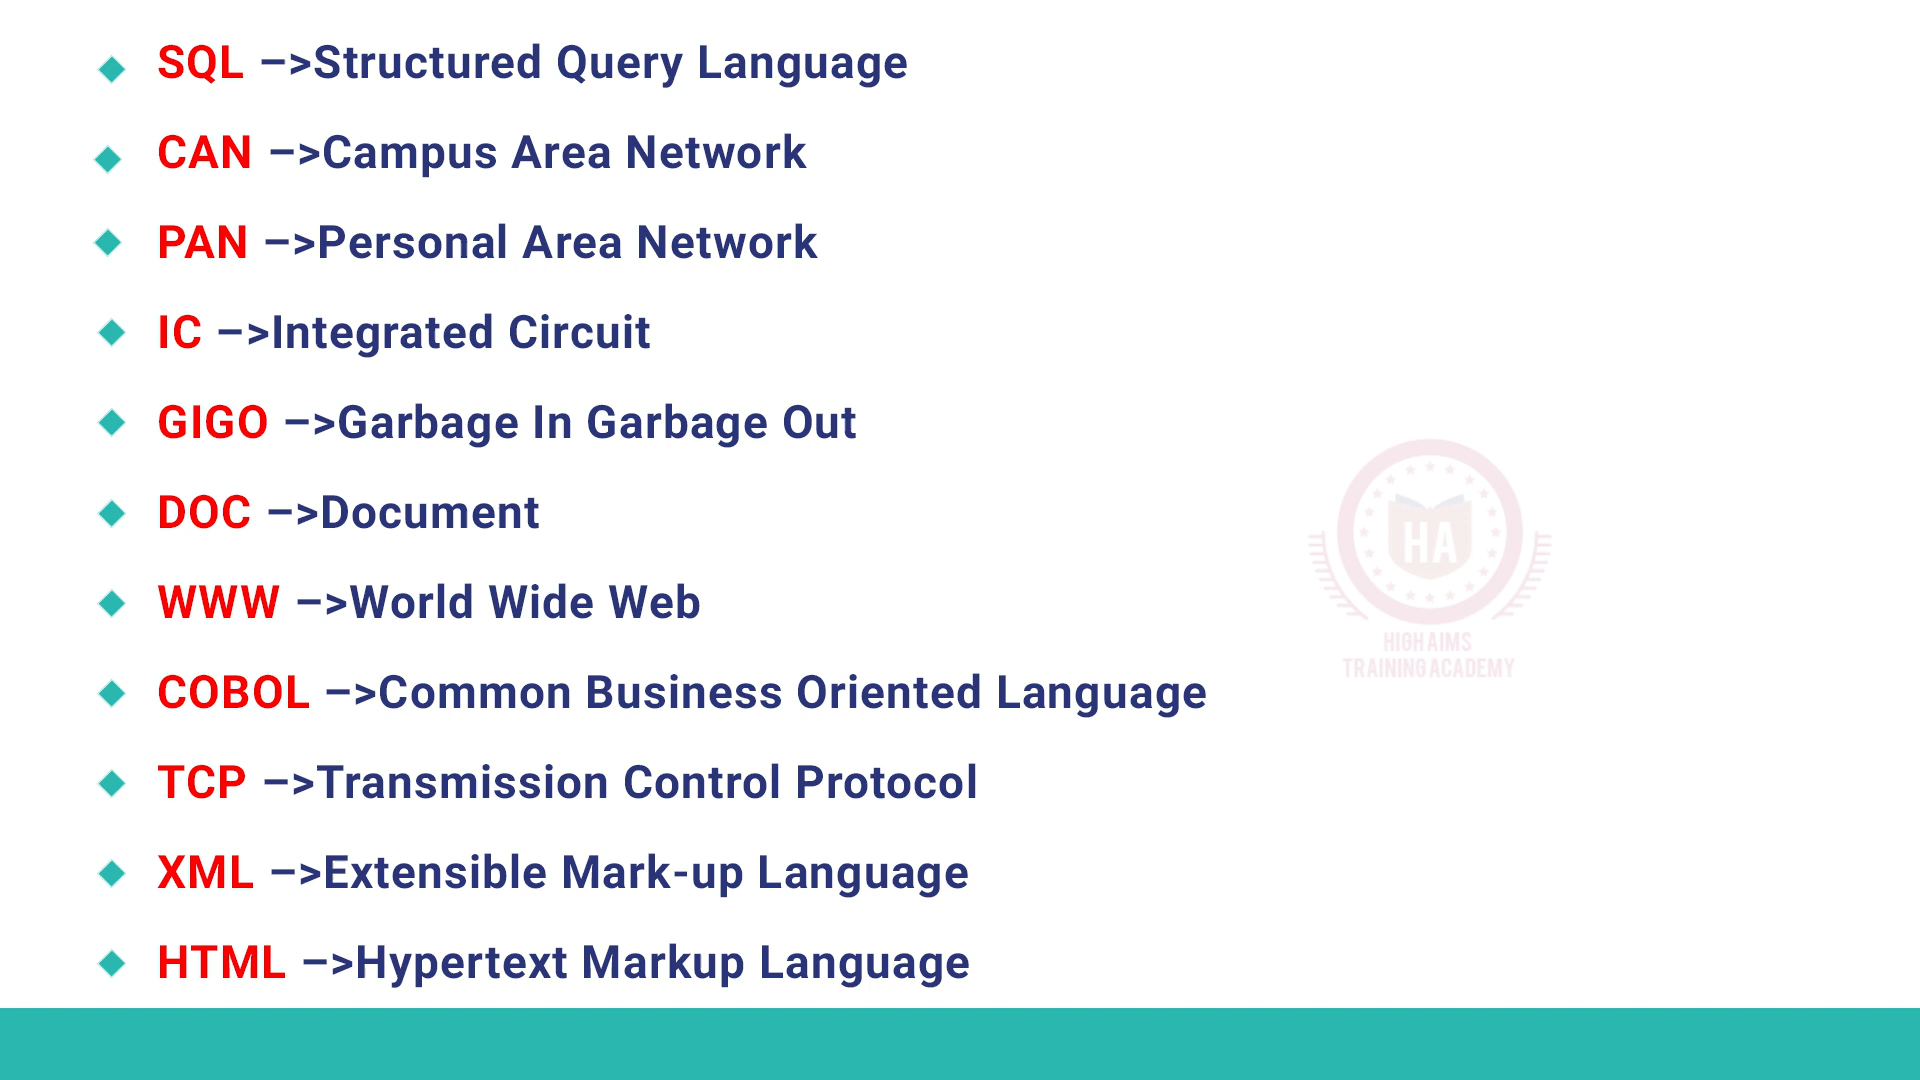 SQL –>Structured Query Language
CAN –>Campus Area Network
PAN –>Personal Area Network
IC –>Integrated Circuit
GIGO –>Garbage In Garbage Out
DOC –>Document
WWW –>World Wide Web
COBOL –>Common Business Oriented Language
TCP –>Transmission Control Protocol
XML –>Extensible Mark-up Language
HTML –>Hypertext Markup Language
HA
HIGH AIMS
TRAINING ACADEMY